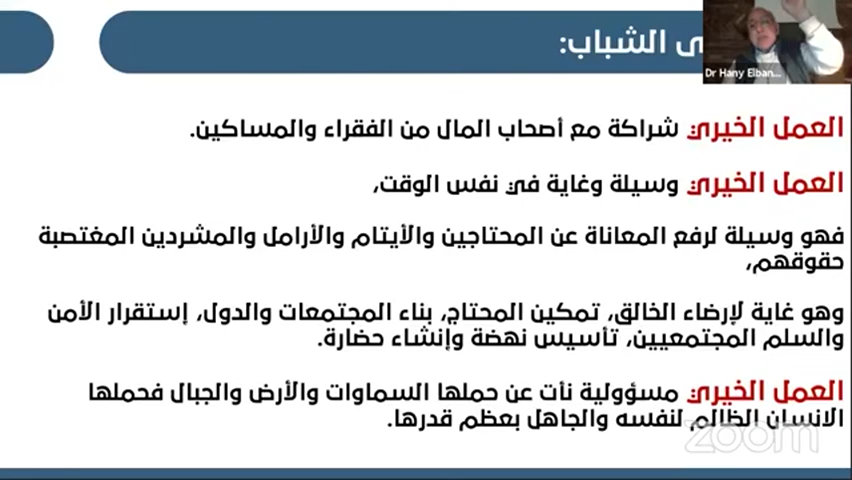 ى الشباب:
Dr Hany Elban...
العمل الخيري شراكة مع أصحاب المال من الفقراء والمساكين.
العمل الخيري وسيلة وغاية في نفس الوقت،
فهو وسيلة لرفع المعاناة عن المحتاجين والأيتام والأرامل والمشردين المغتصبة
حقوقهم،
وهو غاية لإرضاء الخالق، تمكين المحتاج، بناء المجتمعات والدول، إستقرار الأمن
والسلم المجتمعيين، تأسيس نهضة وإنشاء حضارة.
العمل الخيري مسؤولية نأت عن حملها السماوات والأرض والجبال فحملها
الانسان الظالم لنفسه والجاهل بعظم قدرها.
zoom